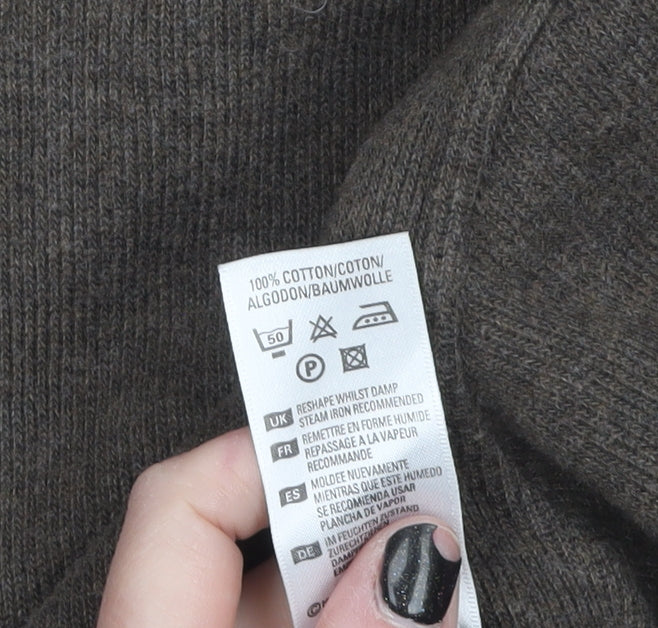 100% COTTON/COTON/
ALGODON/BAUMWOLLE
50
P
UK RESHAPE WHILST DAMP
STEAM IRON RECOMMENDED
FR REMETTRE EN FORME HUMIDE
REPASSAGE A LA VAPEUR
RECOMMANDE
ES MOLDEE NUEVAMENTE
MIENTRAS QUE ESTE HUMEDO
SE RECOMIENDA USAR
PLANCHA DE VAPOR
DE IM FEUCHTEN ZUSTAND